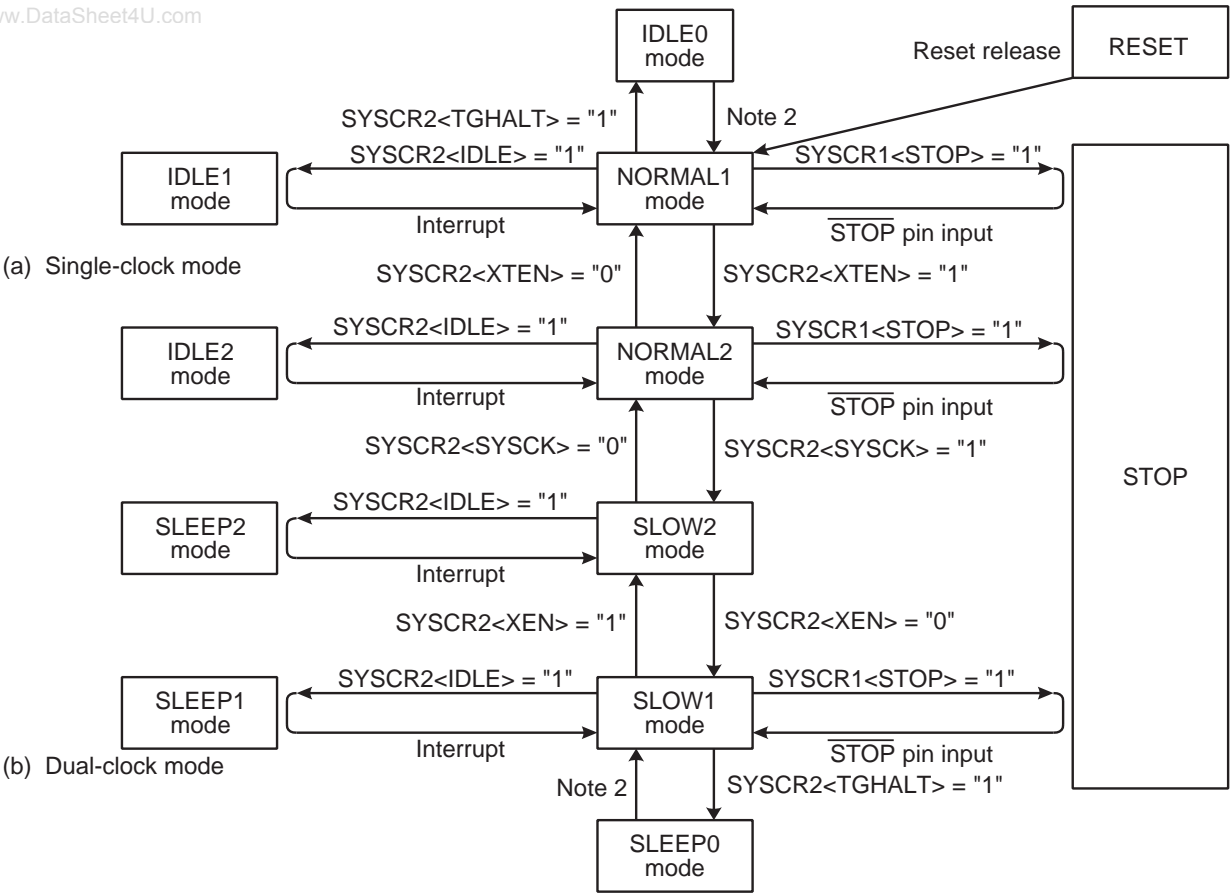 ww.DataSheet4U.com
IDLE0
mode
Reset release
RESET
SYSCR2<TGHALT> = "1"
Note 2
IDLE1
mode
SYSCR2<IDLE> = "1"
NORMAL1
mode
SYSCR1<STOP> = "1"
Interrupt
STOP pin input
(a) Single-clock mode
SYSCR2<XTEN> = "0"
SYSCR2<XTEN> = "1"
IDLE2
mode
SYSCR2<IDLE> = "1"
NORMAL2
mode
SYSCR1<STOP> = "1"
Interrupt
STOP pin input
SYSCR2<SYSCK> = "0"
SYSCR2<SYSCK> = "1"
STOP
SLEEP2
mode
SYSCR2<IDLE> = "1"
SLOW2
mode
Interrupt
SYSCR2<XEN> = "1"
SYSCR2<XEN> = "0"
SLEEP1
mode
SYSCR2<IDLE> = "1"
SLOW1
mode
SYSCR1<STOP> = "1"
Interrupt
STOP pin input
(b) Dual-clock mode
Note 2
SYSCR2<TGHALT> = "1"
SLEEP0
mode